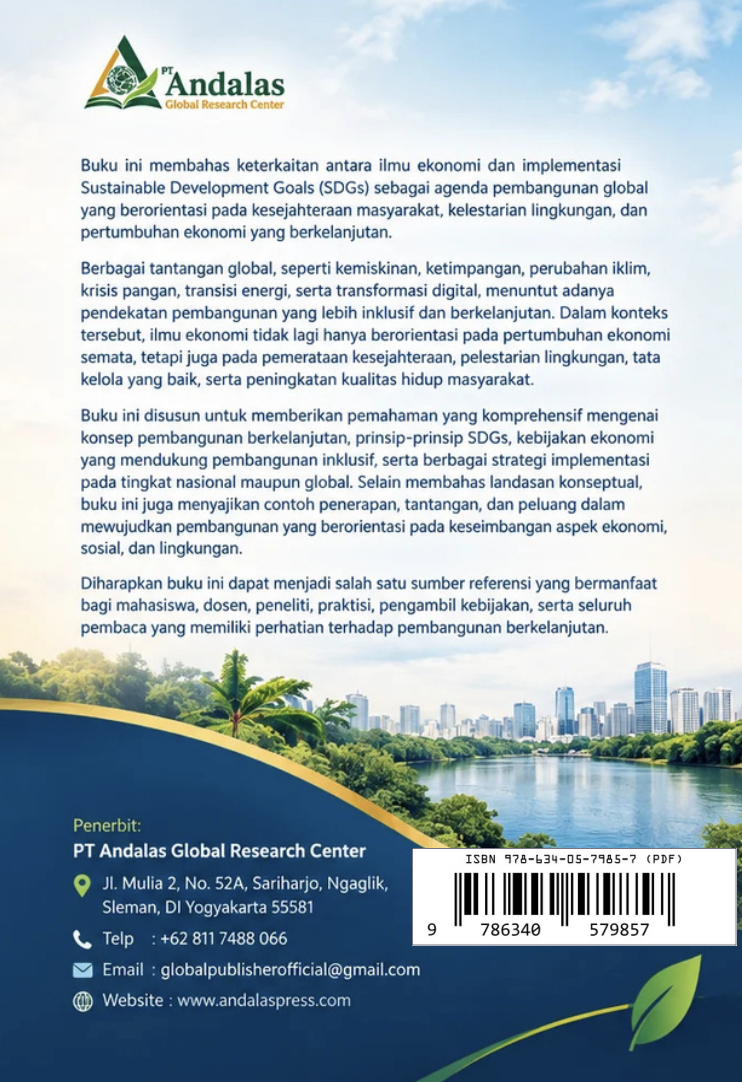 PT
Andalas
Global Research Center
Buku ini membahas keterkaitan antara ilmu ekonomi dan implementasi
Sustainable Development Goals (SDGs) sebagai agenda pembangunan global
yang berorientasi pada kesejahteraan masyarakat, kelestarian lingkungan, dan
pertumbuhan ekonomi yang berkelanjutan.
Berbagai tantangan global, seperti kemiskinan, ketimpangan, perubahan iklim,
krisis pangan, transisi energi, serta transformasi digital, menuntut adanya
pendekatan pembangunan yang lebih inklusif dan berkelanjutan. Dalam konteks
tersebut, ilmu ekonomi tidak lagi hanya berorientasi pada pertumbuhan ekonomi
semata, tetapi juga pada pemerataan kesejahteraan, pelestarian lingkungan, tata
kelola yang baik, serta peningkatan kualitas hidup masyarakat.
Buku ini disusun untuk memberikan pemahaman yang komprehensif mengenai
konsep pembangunan berkelanjutan, prinsip-prinsip SDGs, kebijakan ekonomi
yang mendukung pembangunan inklusif, serta berbagai strategi implementasi
pada tingkat nasional maupun global. Selain membahas landasan konseptual,
buku ini juga menyajikan contoh penerapan, tantangan, dan peluang dalam
mewujudkan pembangunan yang berorientasi pada keseimbangan aspek ekonomi,
sosial, dan lingkungan.
Diharapkan buku ini dapat menjadi salah satu sumber referensi yang bermanfaat
bagi mahasiswa, dosen, peneliti, praktisi, pengambil kebijakan, serta seluruh
pembaca yang memiliki perhatian terhadap pembangunan berkelanjutan.
Penerbit:
PT Andalas Global Research Center
Jl. Mulia 2, No. 52A, Sariharjo, Ngaglik,
Sleman, DI Yogyakarta 55581
Telp : +62 811 7488 066
Email : globalpublisherofficial@gmail.com
Website : www.andalaspress.com
ISBN 978-634-05-7985-7 (PDF)
9 786340 579857